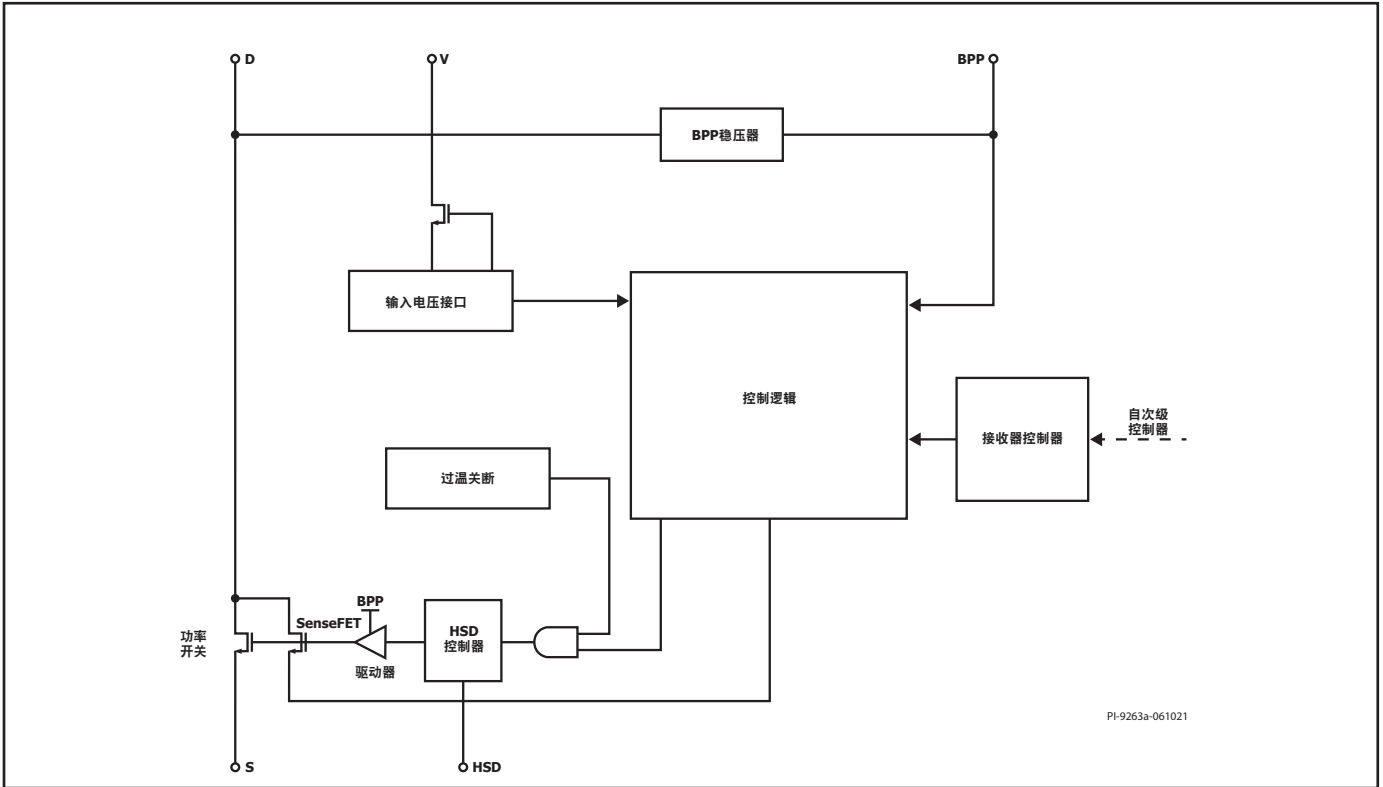 D
V
BPP
BPP稳压器
输入电压接口
控制逻辑
接收器控制器
自次级
控制器
过温关断
BPP
SenseFET
功率
开关
驱动器
HSD
控制器
PI-9263a-061021
S
HSD